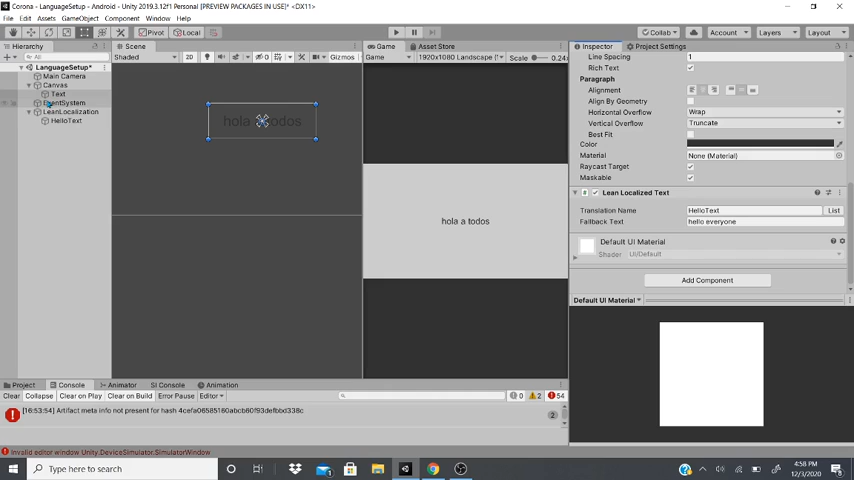 Corona - LanguageSetup - Android - Unity 2019.3.12f1 Personal [PREVIEW PACKAGES IN USE]* <DX11>
File Edit Assets GameObject Component Window Help
Pivot Local Collab Account Layers Layout
Hierarchy Scene Game Asset Store Inspector Project Settings
All Shaded 2D 0 Gizmos Game 1920x1080 Landscape ( Scale 0.24
Line Spacing 1
LanguageSetup*
Rich Text
Main Camera
Paragraph
Canvas
Alignment
Text
Align By Geometry
EventSystem
Horizontal Overflow Wrap
LeanLocalization
Vertical Overflow Truncate
HelloText
hola a todos
Best Fit
Color
Material None (Material)
Raycast Target
Maskable
Lean Localized Text
Translation Name HelloText List
hola a todos
Fallback Text hello everyone
Default UI Material
Shader UI/Default
Add Component
Default UI Material
Project Console Animator Console Animation
Clear Collapse Clear on Play Clear on Build Error Pause Editor 0 2 54
[16:53:54] Artifact meta info not present for hash 4cefa06585160abcb60f93defbbd338c
2
Invalid editor window UnityEditor.DeviceSimulator.SimulatorWindow
Type here to search
4:58 PM
12/3/2020